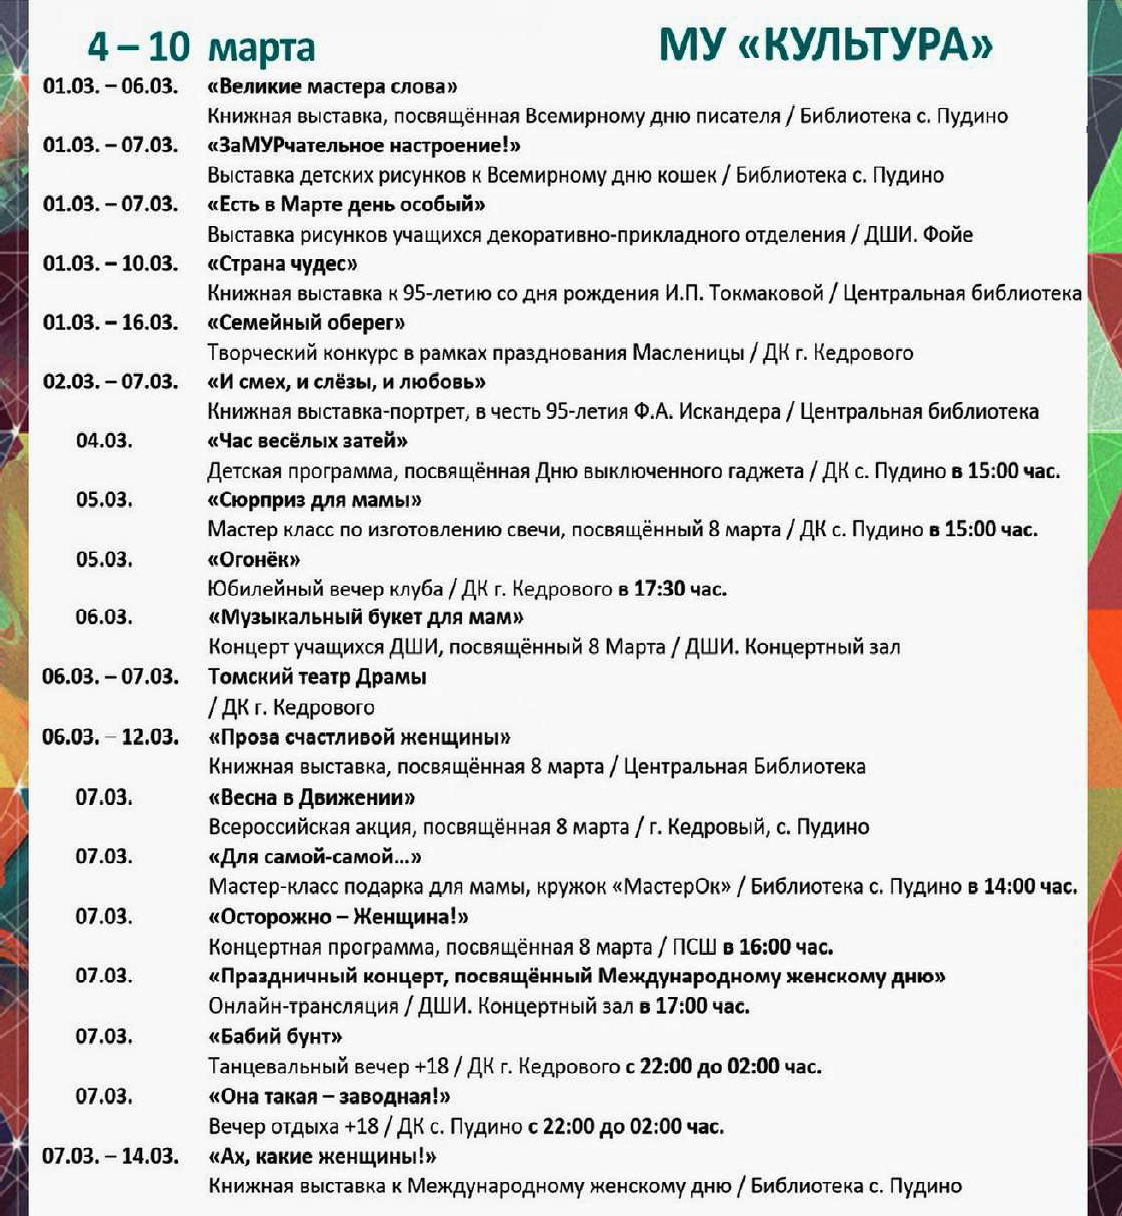 4 – 10 марта
МУ «КУЛЬТУРА»
01.03. – 06.03. «Великие мастера слова»
Книжная выставка, посвящённая Всемирному дню писателя / Библиотека с. Пудино
01.03. – 07.03. «ЗаМУРчательное настроение!»
Выставка детских рисунков к Всемирному дню кошек / Библиотека с. Пудино
01.03. – 07.03. «Есть в Марте день особый»
Выставка рисунков учащихся декоративно-прикладного отделения / ДШИ. Фойе
01.03. – 10.03. «Страна чудес»
Книжная выставка к 95-летию со дня рождения И.П. Токмаковой / Центральная библиотека
01.03. – 16.03. «Семейный оберег»
Творческий конкурс в рамках празднования Масленицы / ДК г. Кедрового
02.03. – 07.03. «И смех, и слёзы, и любовь»
Книжная выставка-портрет, в честь 95-летия Ф.А. Искандера / Центральная библиотека
04.03. «Час весёлых затей»
Детская программа, посвящённая Дню выключенного гаджета / ДК с. Пудино в 15:00 час.
05.03. «Сюрприз для мамы»
Мастер класс по изготовлению свечи, посвящённый 8 марта / ДК с. Пудино в 15:00 час.
05.03. «Огонёк»
Юбилейный вечер клуба / ДК г. Кедрового в 17:30 час.
06.03. «Музыкальный букет для мам»
Концерт учащихся ДШИ, посвящённый 8 Марта / ДШИ. Концертный зал
06.03. – 07.03. Томский театр Драмы
/ ДК г. Кедрового
06.03. – 12.03. «Проза счастливой женщины»
Книжная выставка, посвящённая 8 марта / Центральная Библиотека
07.03. «Весна в Движении»
Всероссийская акция, посвящённая 8 марта / г. Кедровый, с. Пудино
07.03. «Для самой-самой...»
Мастер-класс подарка для мамы, кружок «МастерОк» / Библиотека с. Пудино в 14:00 час.
07.03. «Осторожно – Женщина!»
Концертная программа, посвящённая 8 марта / ПСШ в 16:00 час.
07.03. «Праздничный концерт, посвящённый Международному женскому дню»
Онлайн-трансляция / ДШИ. Концертный зал в 17:00 час.
07.03. «Бабий бунт»
Танцевальный вечер +18 / ДК г. Кедрового с 22:00 до 02:00 час.
07.03. «Она такая – заводная!»
Вечер отдыха +18 / ДК с. Пудино с 22:00 до 02:00 час.
07.03. – 14.03. «Ах, какие женщины!»
Книжная выставка к Международному женскому дню / Библиотека с. Пудино